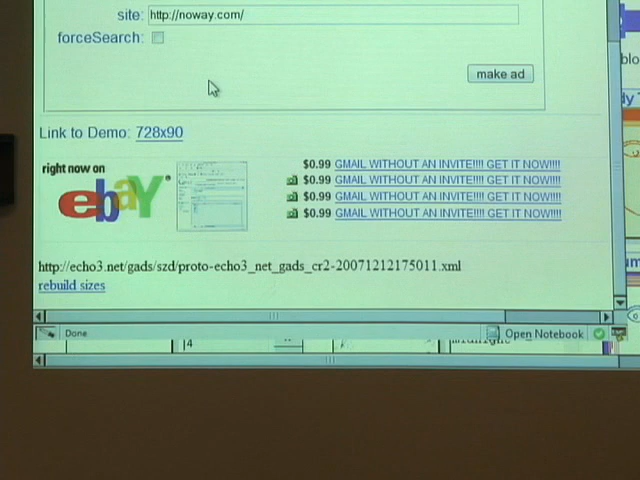 site: http://noway.com/
forceSearch:
make ad
Link to Demo: 728x90
right now on
ebay
$0.99 GMAIL WITHOUT AN INVITE!!!! GET IT NOW!!!!
$0.99 GMAIL WITHOUT AN INVITE!!!! GET IT NOW!!!!
$0.99 GMAIL WITHOUT AN INVITE!!!! GET IT NOW!!!!
$0.99 GMAIL WITHOUT AN INVITE!!!! GET IT NOW!!!!
http://echo3.net/gads/szd/proto-echo3_net_gads_cr2-20071212175011.xml
rebuild sizes
Done
Open Notebook